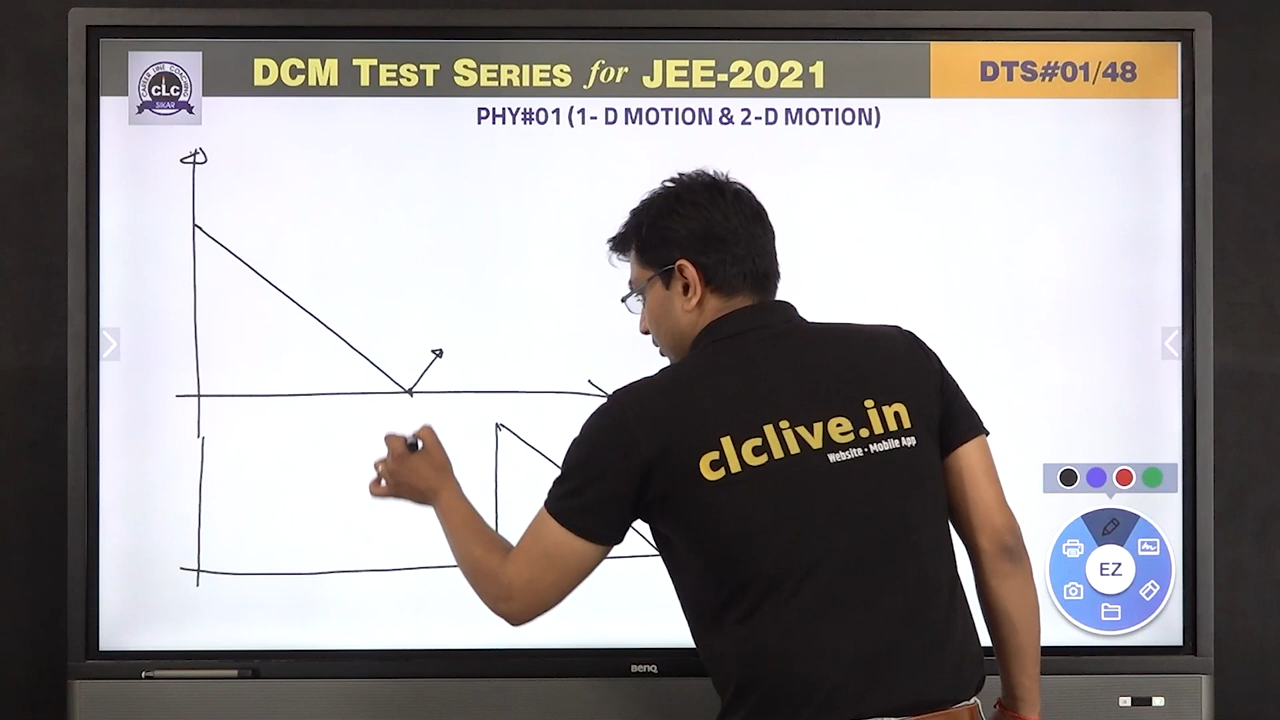 DCM TEST SERIES for JEE-2021
DTS#01/48
CAREER LINE COACHING
CLC
SIKAR
PHY#01 (1- D MOTION & 2-D MOTION)
clclive.in
Website - Mobile App
EZ
BenQ